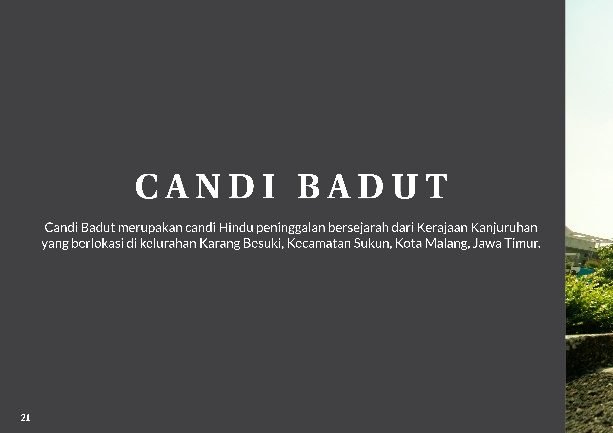 CANDI BADUT
Candi Badut merupakan candi Hindu peninggalan bersejarah dari Kerajaan Kanjuruhan
yang berlokasi di kelurahan Karang Besuki, Kecamatan Sukun, Kota Malang, Jawa Timur.
21